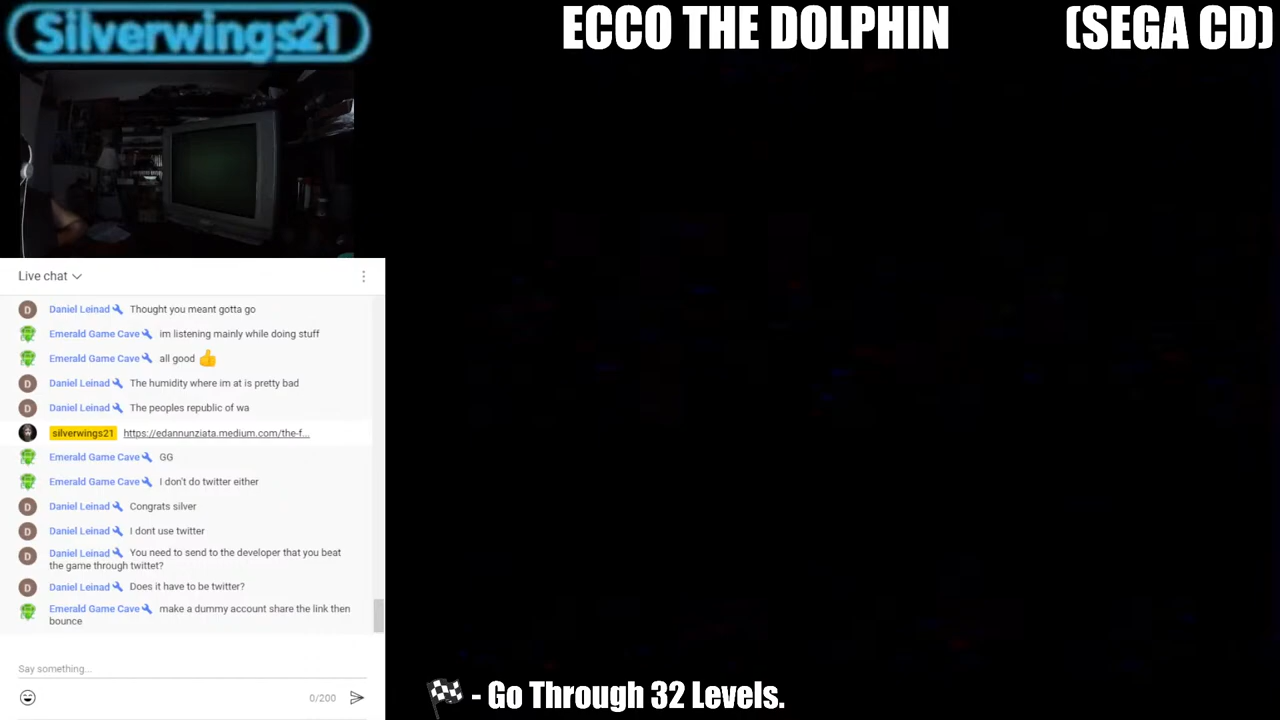 Silverwings21
ECCO THE DOLPHIN (SEGA CD)
Live chat
D Daniel Leinad Thought you meant gotta go
Emerald Game Cave im listening mainly while doing stuff
Emerald Game Cave all good 👍
D Daniel Leinad The humidity where im at is pretty bad
D Daniel Leinad The peoples republic of wa
silverwings21 https://edannunziata.medium.com/the-f...
Emerald Game Cave GG
Emerald Game Cave I don't do twitter either
D Daniel Leinad Congrats silver
D Daniel Leinad I dont use twitter
D Daniel Leinad You need to send to the developer that you beat
the game through twittet?
D Daniel Leinad Does it have to be twitter?
Emerald Game Cave make a dummy account share the link then
bounce
Say something...
0/200
🏁 - Go Through 32 Levels.